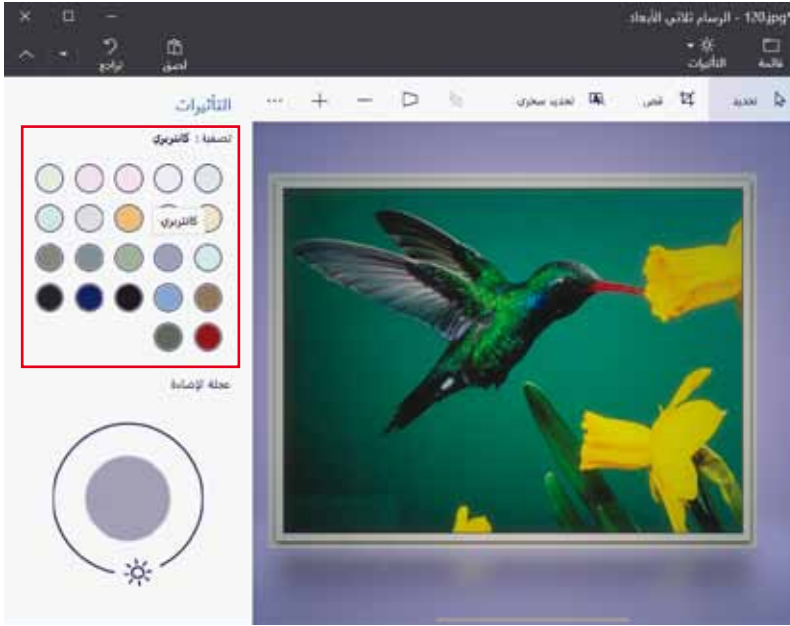 *120.jpg - الرسام ثلاثي الأبعاد
قائمة
التأثيرات
لصق
تراجع
تحديد
قص
تحديد سحري
التأثيرات
تصفية : كانتربري
كانتربري
عجلة الإضاءة